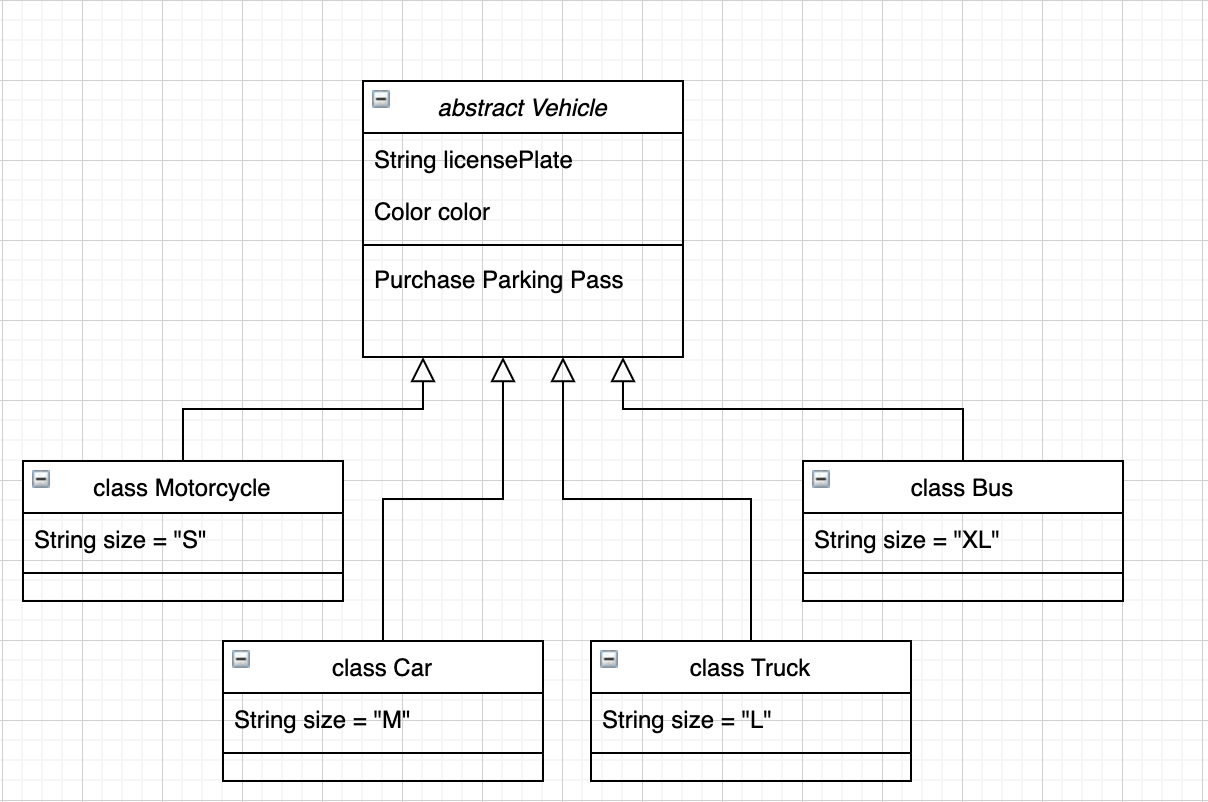 abstract Vehicle
String licensePlate
Color color
Purchase Parking Pass
class Motorcycle
String size = "S"
class Bus
String size = "XL"
class Car
String size = "M"
class Truck
String size = "L"